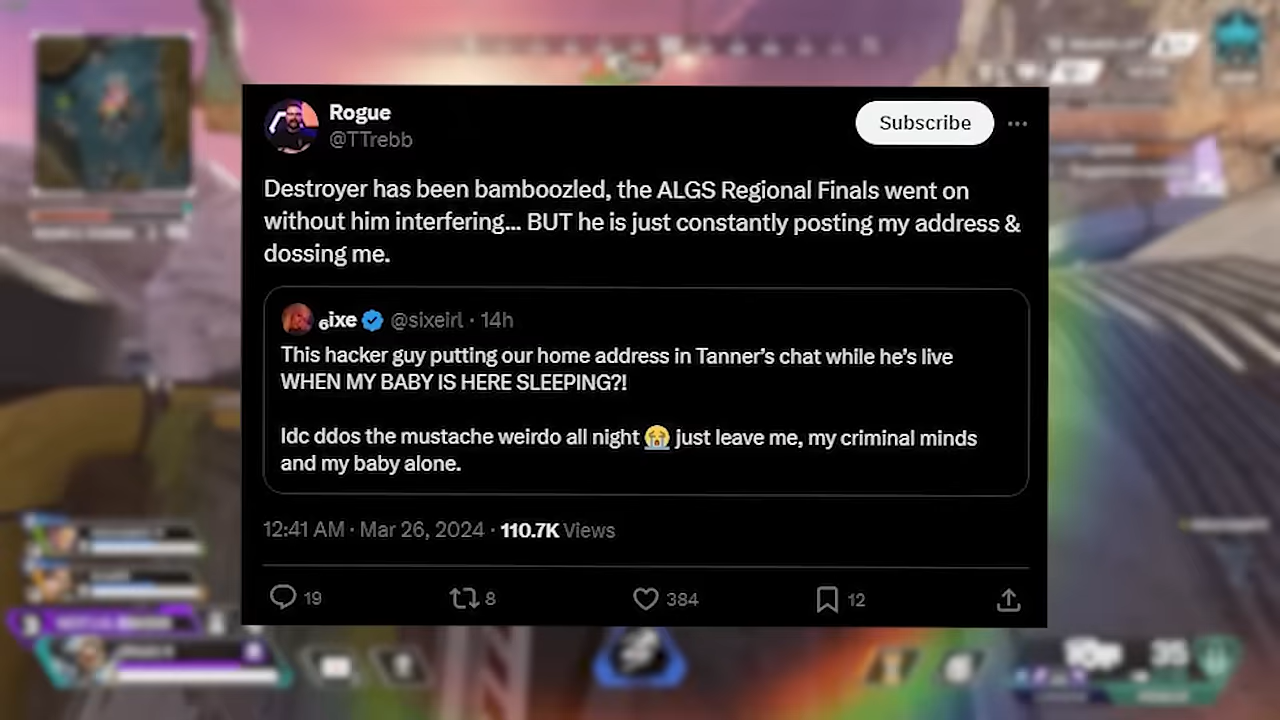 Rogue
@TTrebb
Subscribe
Destroyer has been bamboozled, the ALGS Regional Finals went on
without him interfering... BUT he is just constantly posting my address &
dossing me.
6ixe @sixeirl · 14h
This hacker guy putting our home address in Tanner's chat while he's live
WHEN MY BABY IS HERE SLEEPING?!
Idc ddos the mustache weirdo all night 😭 just leave me, my criminal minds
and my baby alone.
12:41 AM · Mar 26, 2024 · 110.7K Views
19 8 384 12
35